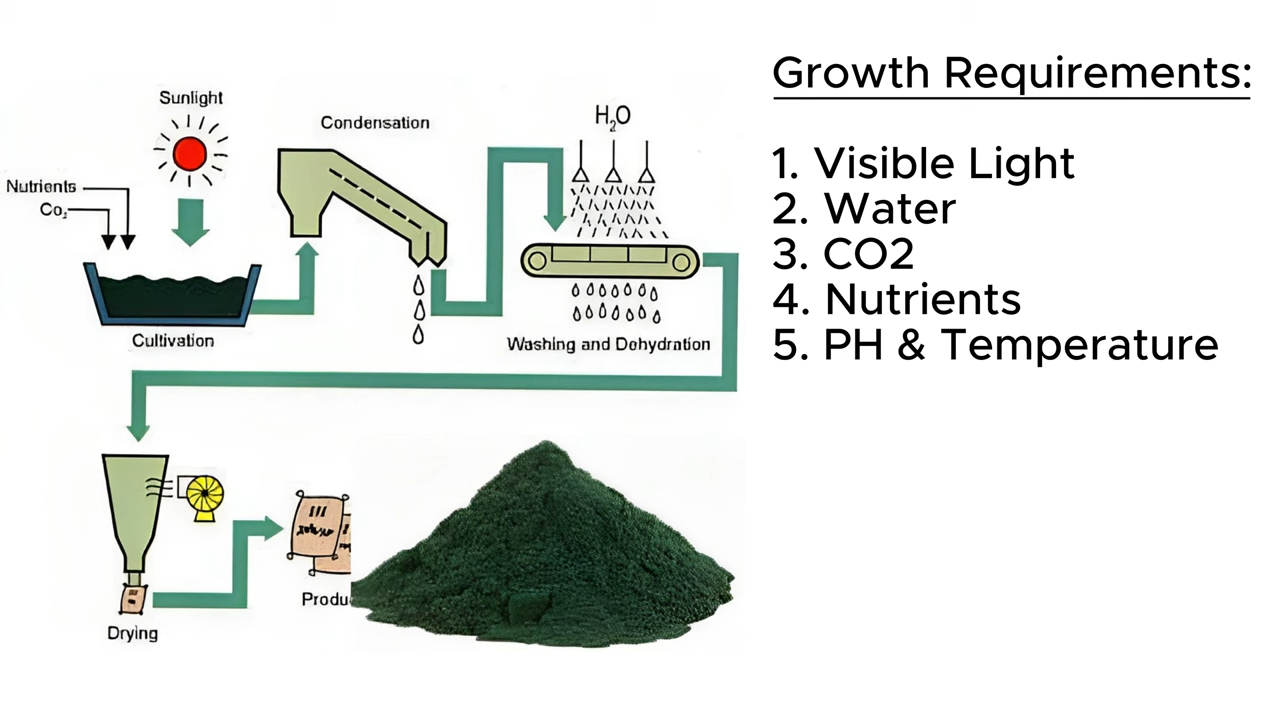 Growth Requirements:
1. Visible Light
2. Water
3. CO2
4. Nutrients
5. PH & Temperature
Sunlight
Condensation
H₂O
Nutrients
Co₂
Cultivation
Washing and Dehydration
Drying
Produ